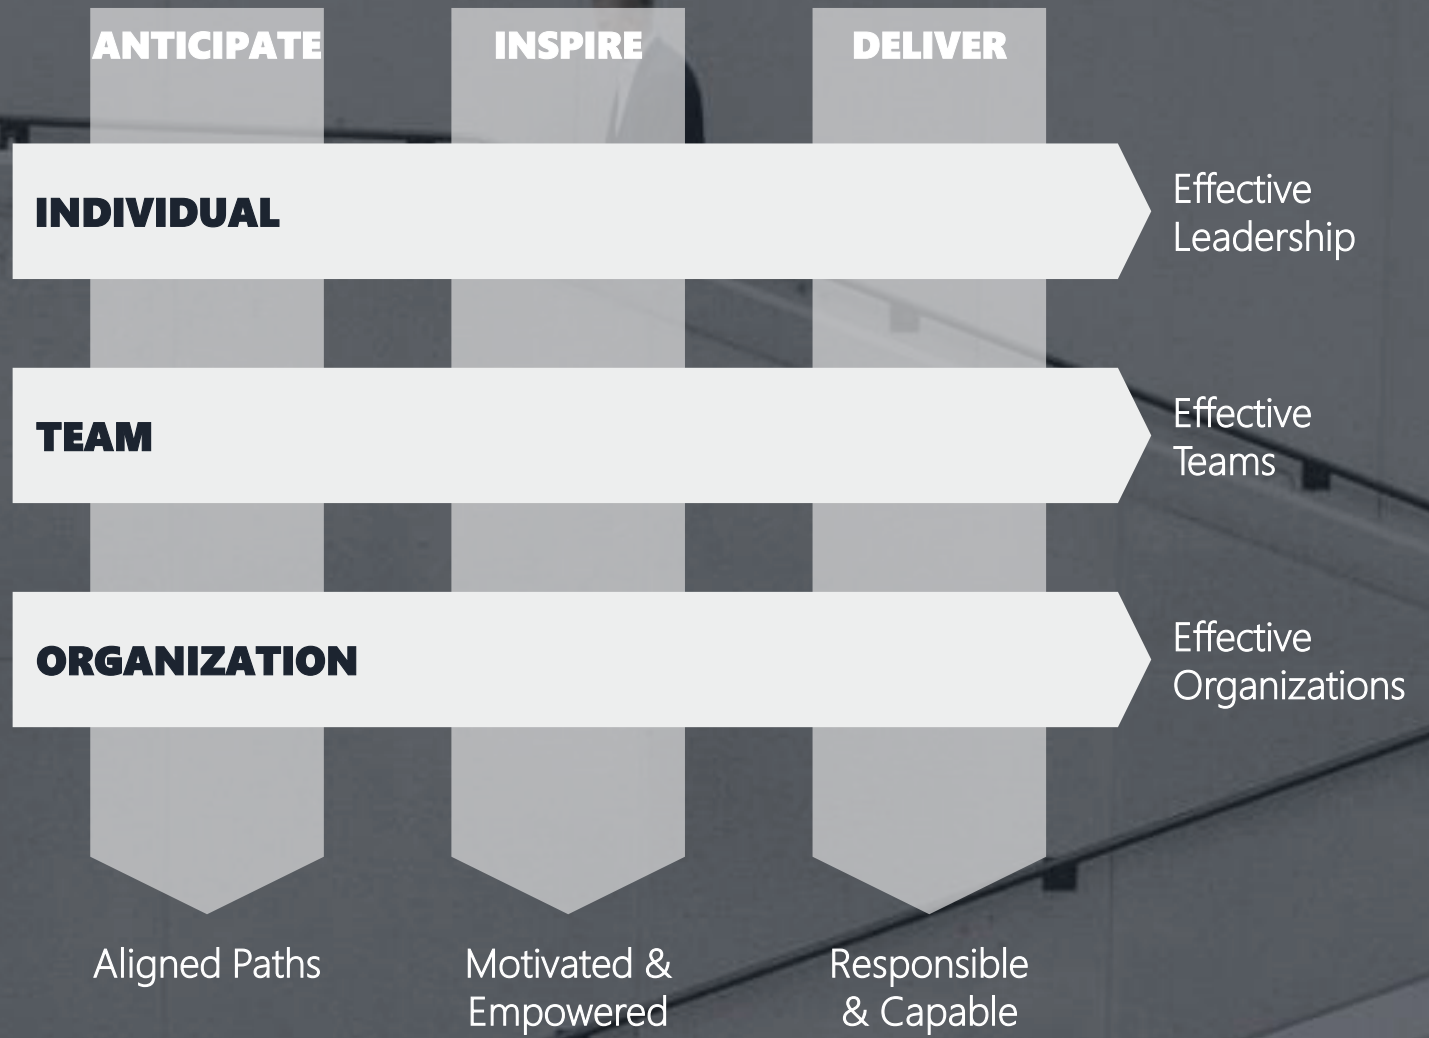 ANTICIPATE
INSPIRE
DELIVER
INDIVIDUAL
Effective
Leadership
TEAM
Effective
Teams
ORGANIZATION
Effective
Organizations
Aligned Paths
Motivated &
Empowered
Responsible
& Capable